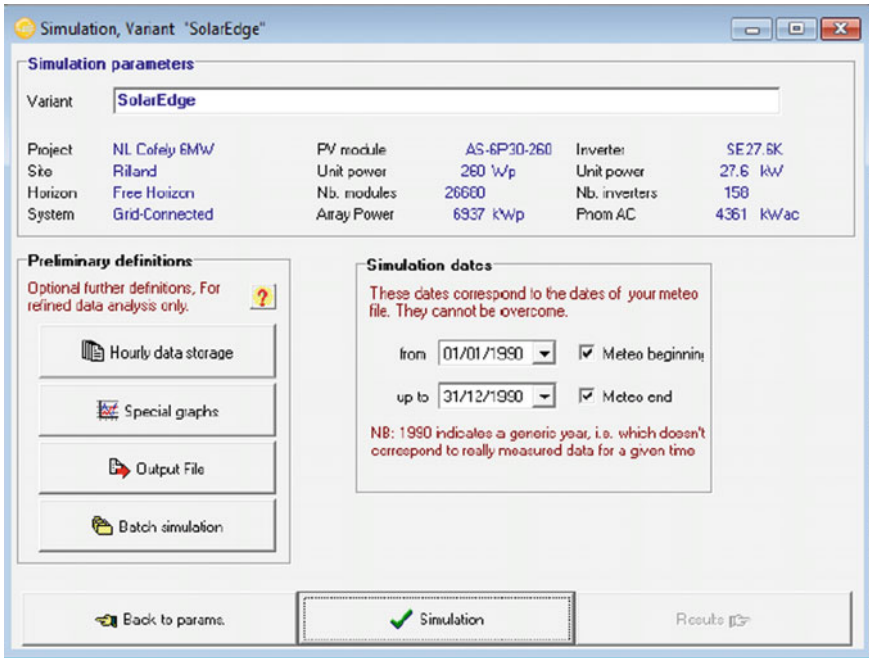 Simulation, Variant "SolarEdge"
Simulation parameters
Variant SolarEdge
Project NL Cofely 6MW PV module AS-6P30-260 Inverter SE27.6K
Site Rilland Unit power 260 Wp Unit power 27.6 kW
Horizon Free Horizon Nb. modules 26680 Nb. inverters 158
System Grid-Connected Array Power 6937 kWp Pnom AC 4361 kWac
Preliminary definitions
Optional further definitions, For
refined data analysis only.
?
Hourly data storage
Special graphs
Output File
Batch simulation
Simulation dates
These dates correspond to the dates of your meteo
file. They cannot be overcome.
from 01/01/1990 Meteo beginning
up to 31/12/1990 Meteo end
NB: 1990 indicates a generic year, i.e. which doesn't
correspond to really measured data for a given time
Back to params.
Simulation
Results